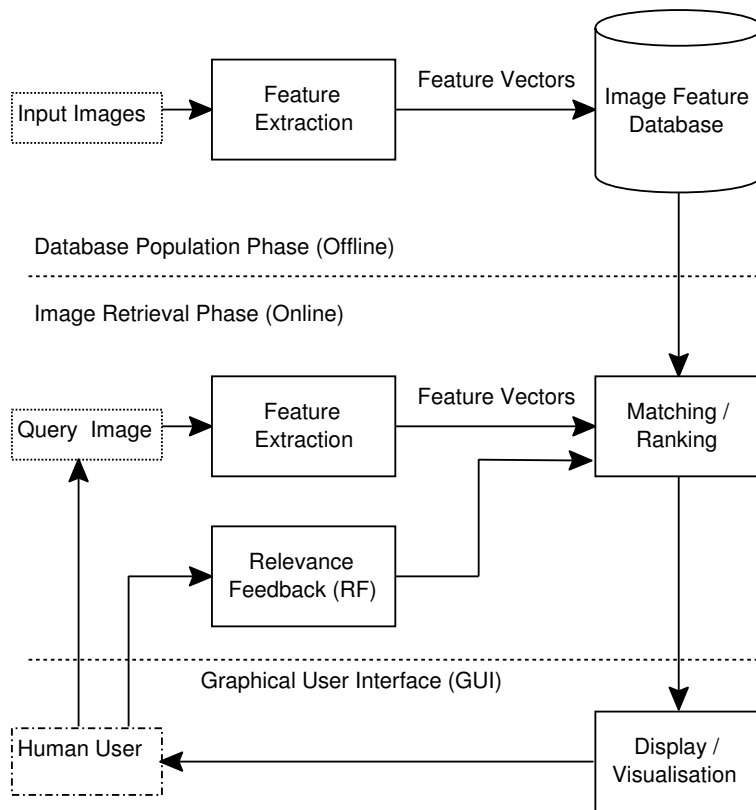 Input Images
Feature
Extraction
Feature Vectors
Image Feature
Database
Database Population Phase (Offline)
Image Retrieval Phase (Online)
Query Image
Feature
Extraction
Feature Vectors
Matching /
Ranking
Relevance
Feedback (RF)
Graphical User Interface (GUI)
Human User
Display /
Visualisation